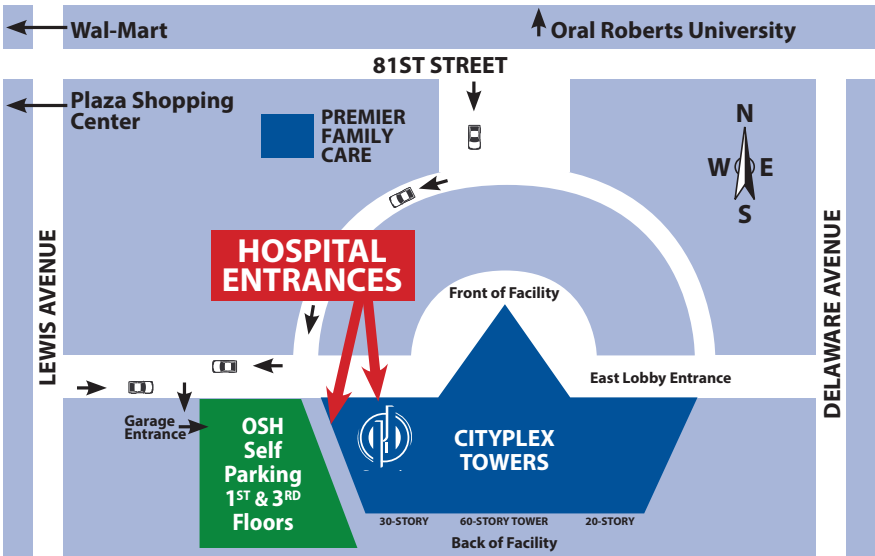 Wal-Mart
Oral Roberts University
81ST STREET
Plaza Shopping
Center
PREMIER
FAMILY
CARE
N
W E
S
HOSPITAL
ENTRANCES
Front of Facility
LEWIS AVENUE
DELAWARE AVENUE
East Lobby Entrance
Garage
Entrance
OSH
Self
Parking
1ST & 3RD
Floors
CITYPLEX
TOWERS
30-STORY 60-STORY TOWER 20-STORY
Back of Facility